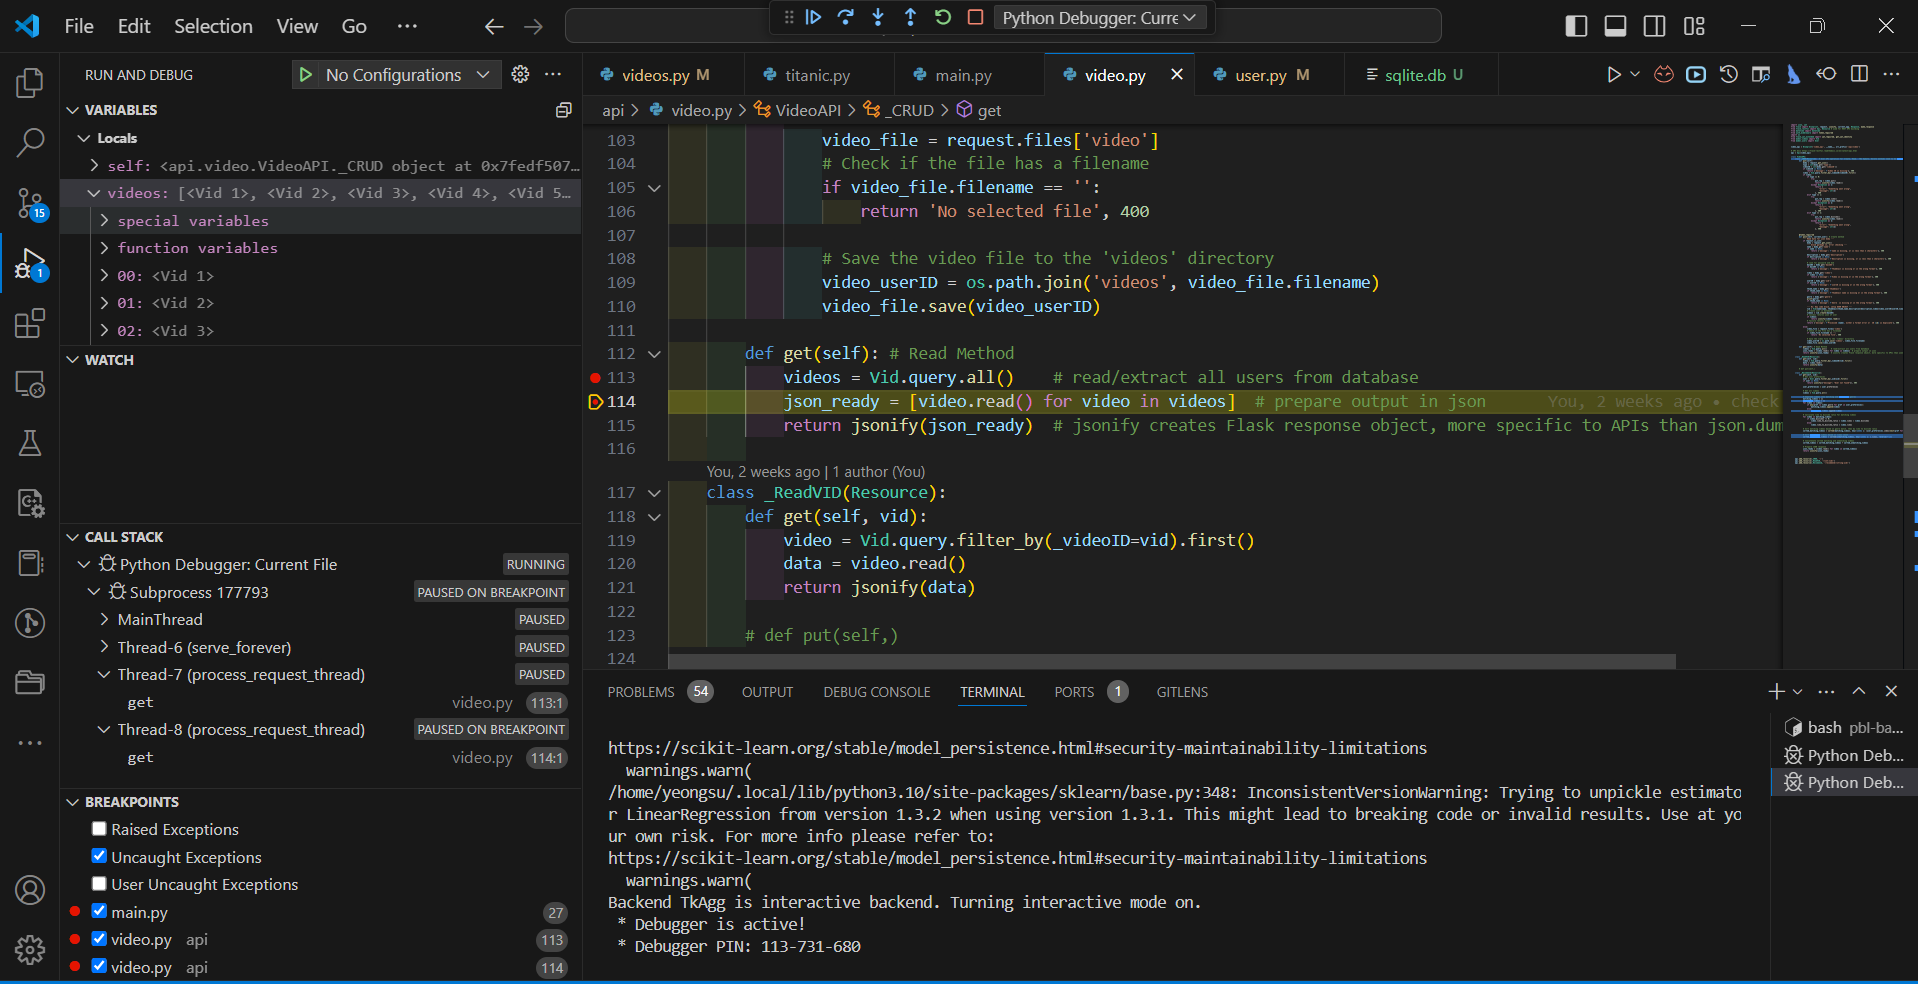 File Edit Selection View Go ···
Python Debugger: Curre
RUN AND DEBUG
No Configurations
VARIABLES
Locals
self: <api.video.VideoAPI._CRUD object at 0x7fedf507...
videos: [<Vid 1>, <Vid 2>, <Vid 3>, <Vid 4>, <Vid 5...
special variables
function variables
00: <Vid 1>
01: <Vid 2>
02: <Vid 3>
WATCH
CALL STACK
Python Debugger: Current File RUNNING
Subprocess 177793 PAUSED ON BREAKPOINT
MainThread PAUSED
Thread-6 (serve_forever) PAUSED
Thread-7 (process_request_thread) PAUSED
get video.py 113:1
Thread-8 (process_request_thread) PAUSED ON BREAKPOINT
get video.py 114:1
BREAKPOINTS
Raised Exceptions
Uncaught Exceptions
User Uncaught Exceptions
main.py 27
video.py api 113
video.py api 114
15
1
videos.py M titanic.py main.py video.py user.py M sqlite.db U
api > video.py > VideoAPI > _CRUD > get
103 video_file = request.files['video']
104 # Check if the file has a filename
105 if video_file.filename == '':
106 return 'No selected file', 400
107
108 # Save the video file to the 'videos' directory
109 video_userID = os.path.join('videos', video_file.filename)
110 video_file.save(video_userID)
111
112 def get(self): # Read Method
113 videos = Vid.query.all() # read/extract all users from database
114 json_ready = [video.read() for video in videos] # prepare output in json You, 2 weeks ago • check
115 return jsonify(json_ready) # jsonify creates Flask response object, more specific to APIs than json.dum
116
You, 2 weeks ago | 1 author (You)
117 class _ReadVID(Resource):
118 def get(self, vid):
119 video = Vid.query.filter_by(_videoID=vid).first()
120 data = video.read()
121 return jsonify(data)
122
123 # def put(self,)
124
PROBLEMS 54 OUTPUT DEBUG CONSOLE TERMINAL PORTS 1 GITLENS
https://scikit-learn.org/stable/model_persistence.html#security-maintainability-limitations
warnings.warn(
/home/yeongsu/.local/lib/python3.10/site-packages/sklearn/base.py:348: InconsistentVersionWarning: Trying to unpickle estimato
r LinearRegression from version 1.3.2 when using version 1.3.1. This might lead to breaking code or invalid results. Use at yo
ur own risk. For more info please refer to:
https://scikit-learn.org/stable/model_persistence.html#security-maintainability-limitations
warnings.warn(
Backend TkAgg is interactive backend. Turning interactive mode on.
* Debugger is active!
* Debugger PIN: 113-731-680
bash pbl-ba...
Python Deb...
Python Deb...